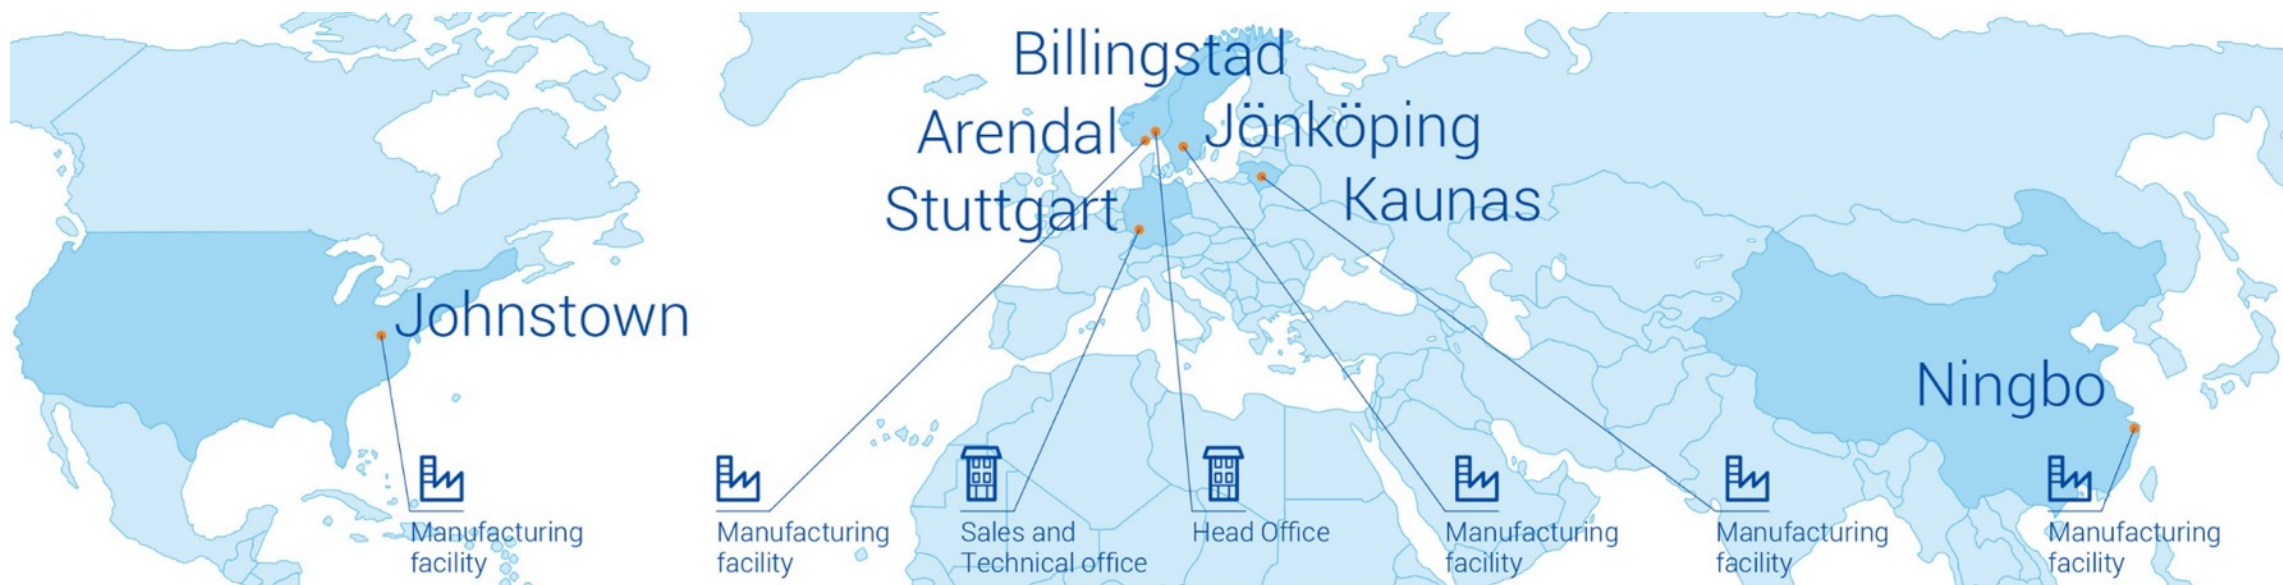 Billingstad
Arendal
Jönköping
Stuttgart
Kaunas
Johnstown
Ningbo
Manufacturing
facility
Manufacturing
facility
Sales and
Technical office
Head Office
Manufacturing
facility
Manufacturing
facility
Manufacturing
facility